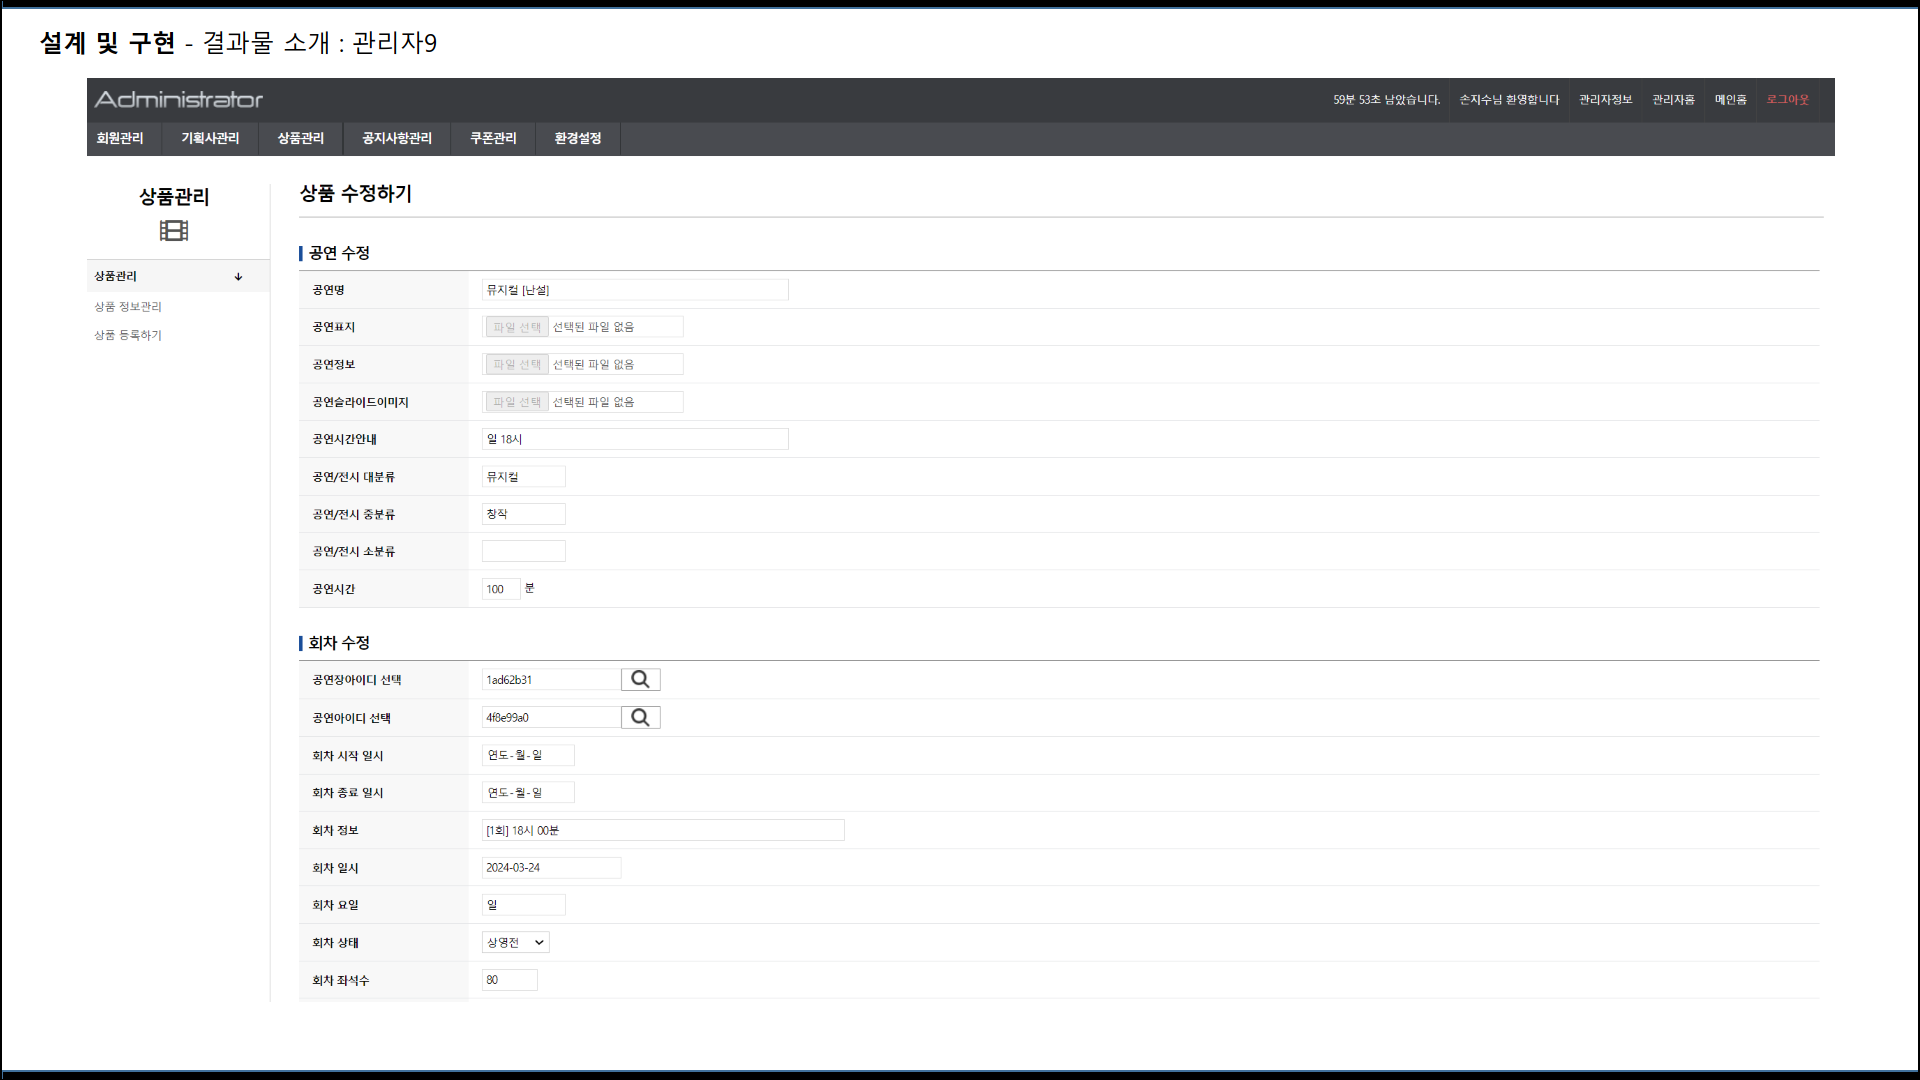 설계 및 구현 - 결과물 소개 : 관리자9
Administrator
59분 53초 남았습니다. 손지수님 환영합니다 관리자정보 관리자홈 메인홈 로그아웃
회원관리 기획사관리 상품관리 공지사항관리 쿠폰관리 환경설정
상품관리
상품관리
상품 정보관리
상품 등록하기
상품 수정하기
공연 수정
공연명 뮤지컬 [난설]
공연표지 파일 선택 선택된 파일 없음
공연정보 파일 선택 선택된 파일 없음
공연슬라이드이미지 파일 선택 선택된 파일 없음
공연시간안내 일 18시
공연/전시 대분류 뮤지컬
공연/전시 중분류 창작
공연/전시 소분류
공연시간 100 분
회차 수정
공연장아이디 선택 1ad62b31
공연아이디 선택 4f8e99a0
회차 시작 일시 연도-월-일
회차 종료 일시 연도-월-일
회차 정보 [1회] 18시 00분
회차 일시 2024-03-24
회차 요일 일
회차 상태 상영전
회차 좌석수 80